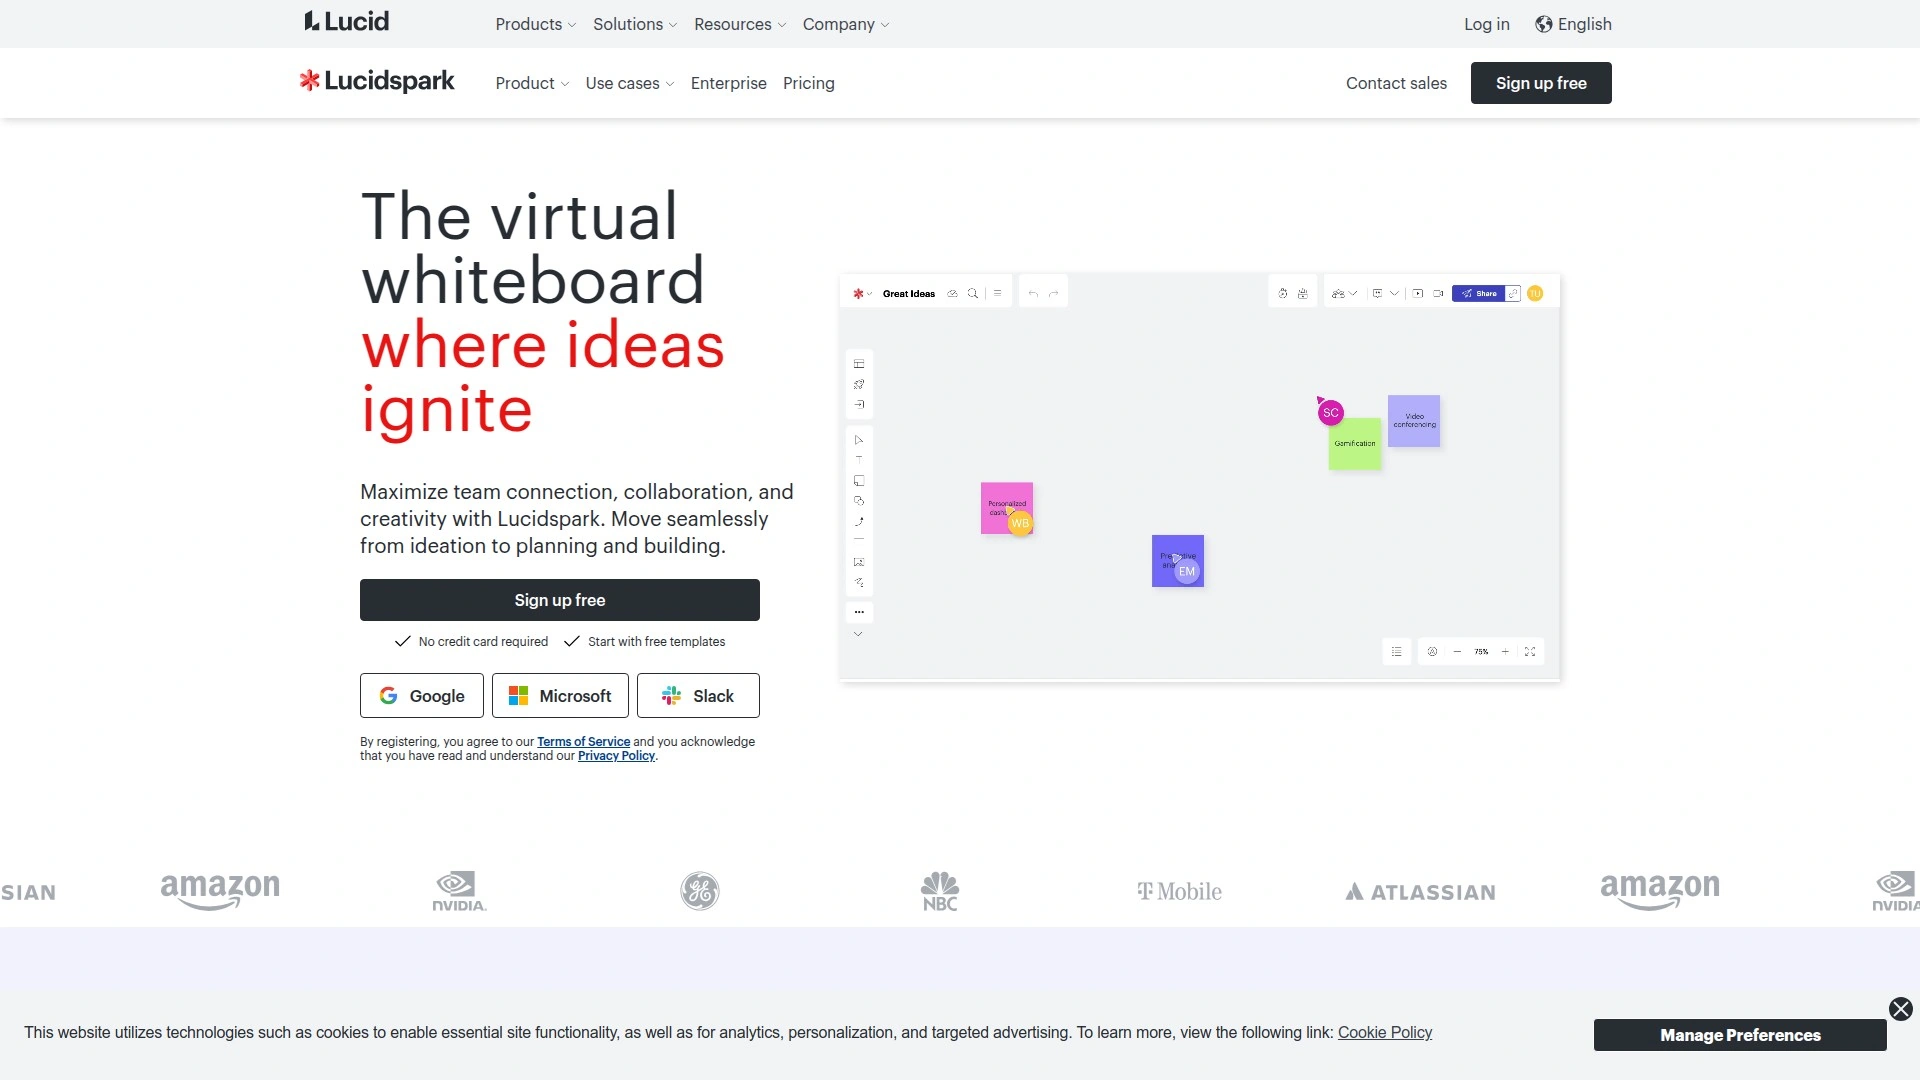 Lucid Products Solutions Resources Company Log in English
Lucidspark Product Use cases Enterprise Pricing Contact sales Sign up free
The virtual
whiteboard
where ideas
ignite
Maximize team connection, collaboration, and
creativity with Lucidspark. Move seamlessly
from ideation to planning and building.
Sign up free
No credit card required Start with free templates
Google Microsoft Slack
By registering, you agree to our Terms of Service and you acknowledge
that you have read and understand our Privacy Policy.
Great Ideas Share TU
SC
Video
conferencing
Gamification
Personalized
WB
EM
75%
SIAN amazon NVIDIA. GE NBC T Mobile ATLASSIAN amazon NVIDIA
This website utilizes technologies such as cookies to enable essential site functionality, as well as for analytics, personalization, and targeted advertising. To learn more, view the following link: Cookie Policy
Manage Preferences